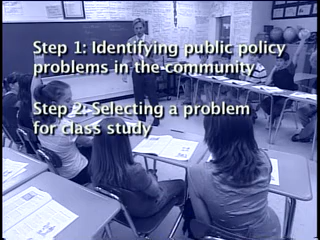 Step 1: Identifying public policy
problems in the community
Step 2: Selecting a problem
for class study